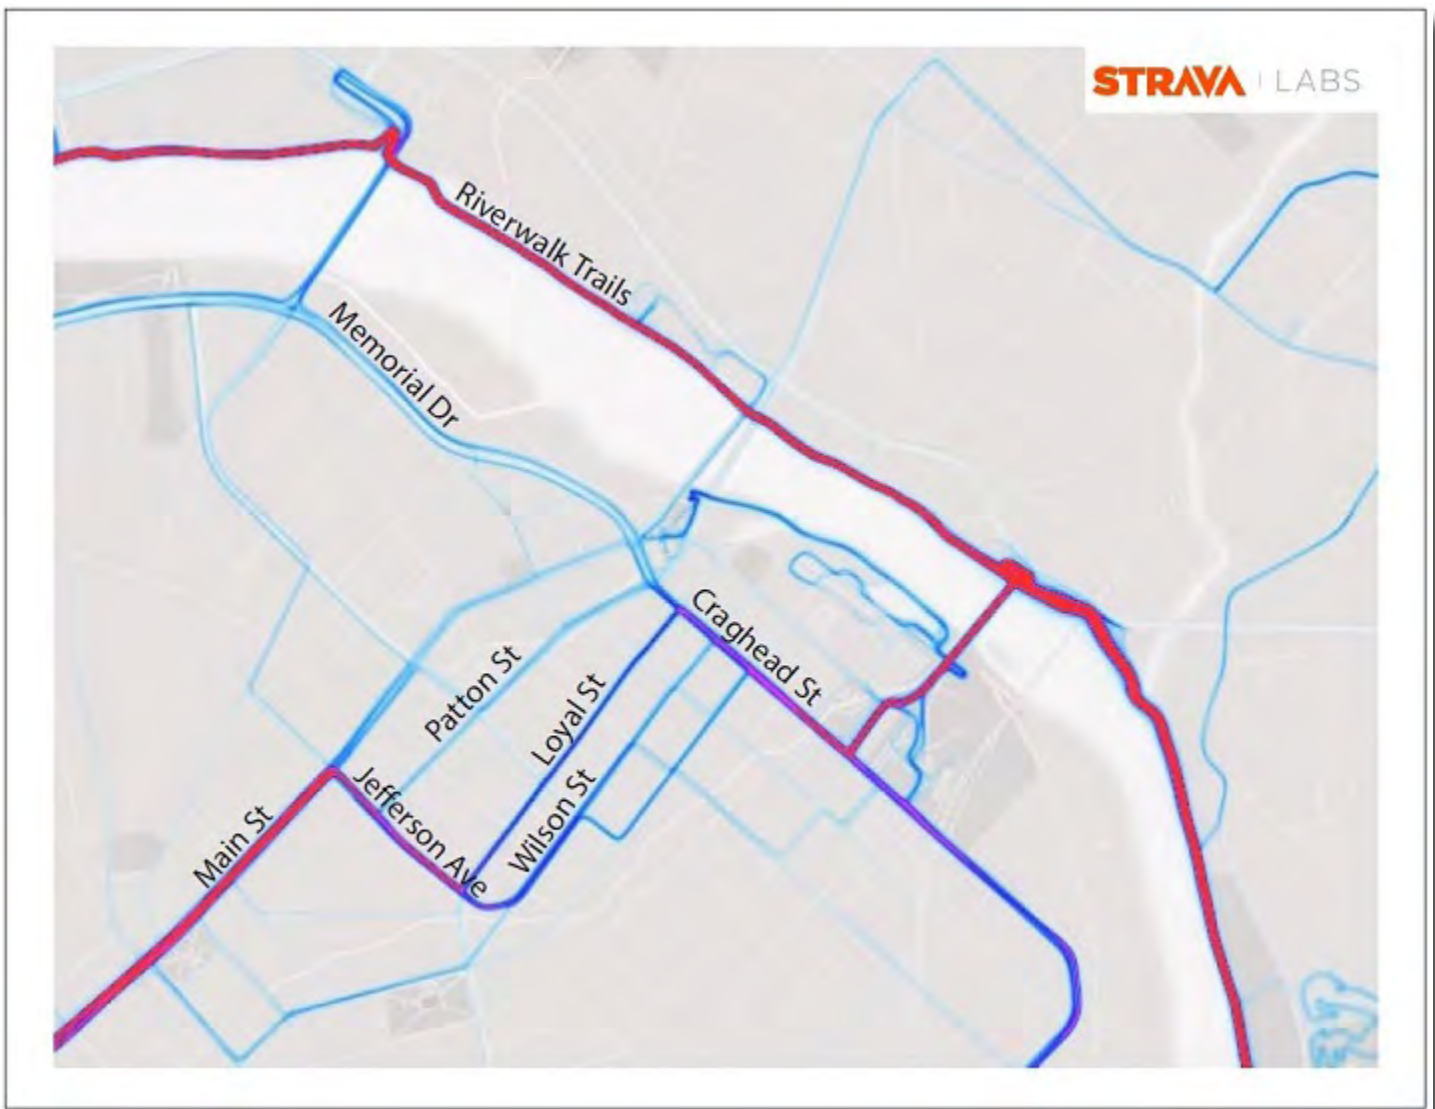 STRAVA | LABS
Riverwalk Trails
Memorial Dr
Craghead St
Patton St
Loyal St
Wilson St
Jefferson Ave
Main St